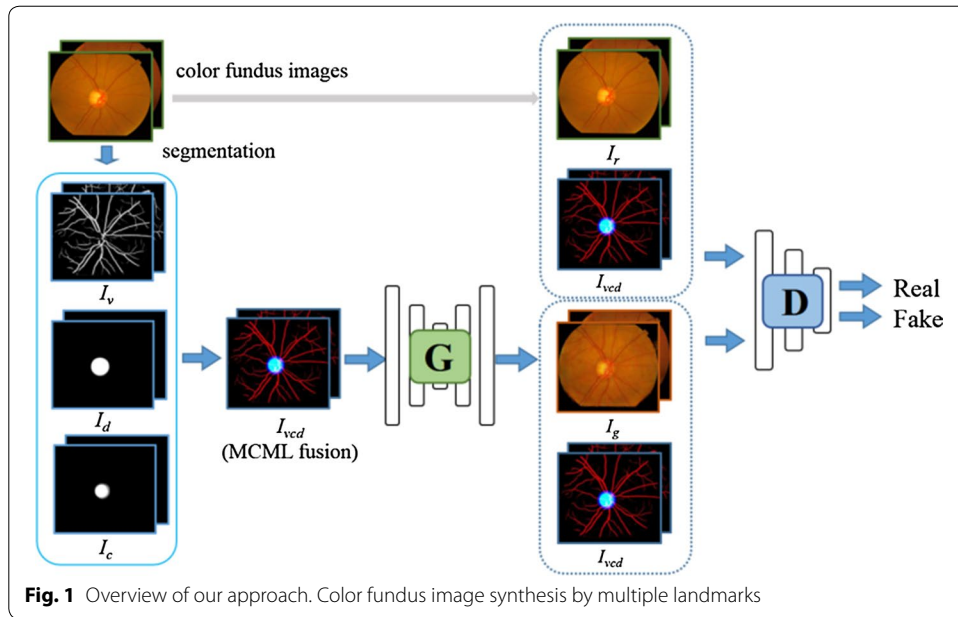 color fundus images
segmentation
I_v
I_d
I_c
I_vcd
(MCML fusion)
G
I_r
I_vcd
I_g
I_vcd
D
Real
Fake
Fig. 1 Overview of our approach. Color fundus image synthesis by multiple landmarks